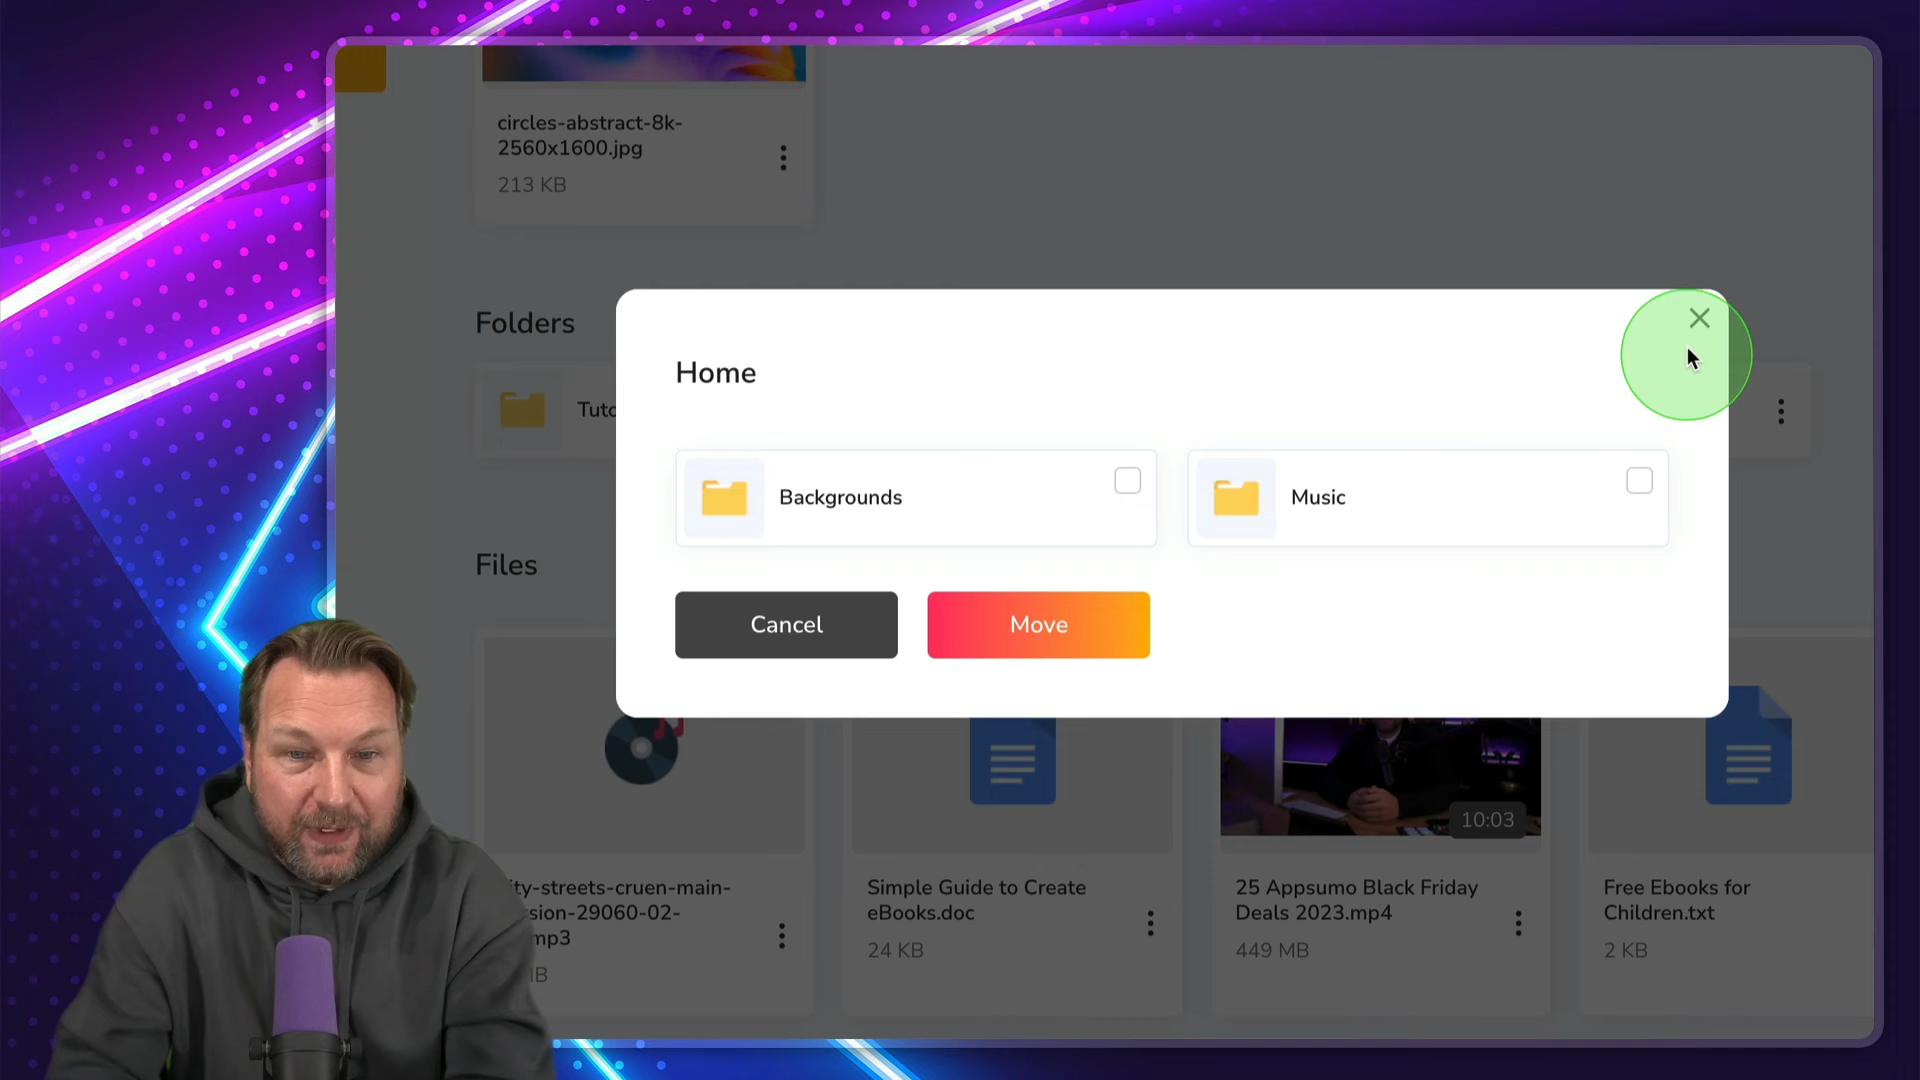 circles-abstract-8k-
2560x1600.jpg
213 KB
Folders
Home
Backgrounds
Music
Files
Cancel
Move
10:03
ity-streets-cruen-main-
sion-29060-02-
mp3
Simple Guide to Create
eBooks.doc
24 KB
25 Appsumo Black Friday
Deals 2023.mp4
449 MB
Free Ebooks for
Children.txt
2 KB